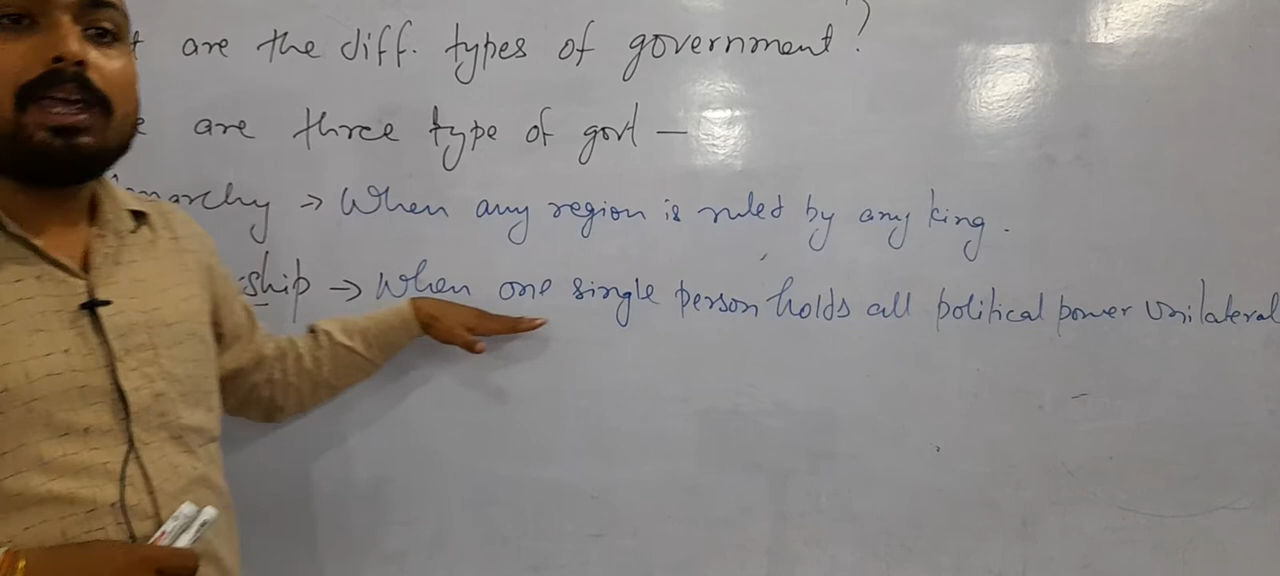 are the diff. types of government?
are three type of govt —
marchy → When any region is ruled by any king.
ship → When one single person holds all political power Unilateral